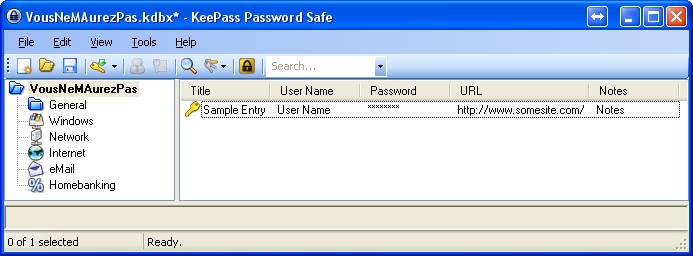 VousNeMAurezPas.kdbx* - KeePass Password Safe
File Edit View Tools Help
Search...
VousNeMAurezPas
General
Windows
Network
Internet
eMail
Homebanking
Title User Name Password URL Notes
Sample Entry User Name ******** http://www.somesite.com/ Notes
0 of 1 selected Ready.